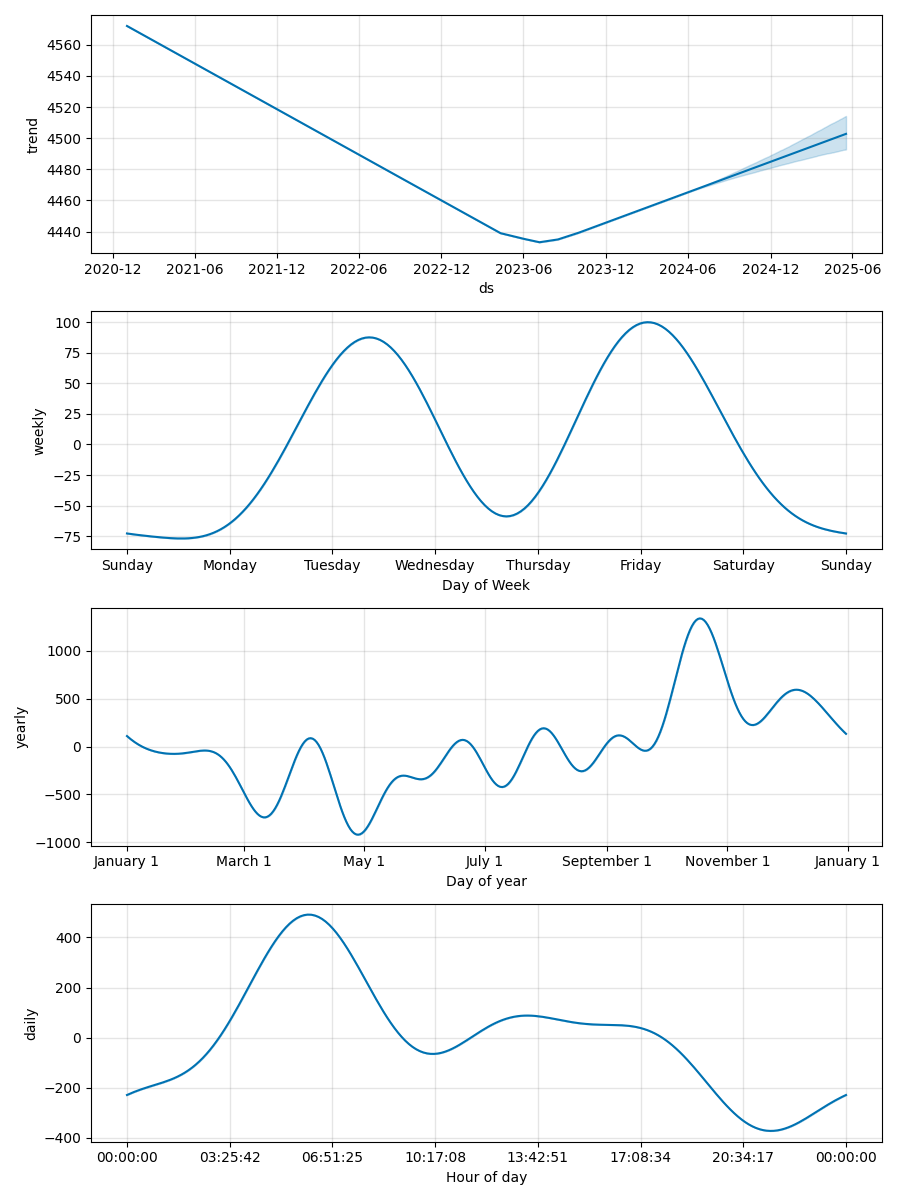 4560
4540
4520
4500
4480
4460
4440
trend
2020-12 2021-06 2021-12 2022-06 2022-12 2023-06 2023-12 2024-06 2024-12 2025-06
ds
100
75
50
25
0
−25
−50
−75
weekly
Sunday Monday Tuesday Wednesday Thursday Friday Saturday Sunday
Day of Week
1000
500
0
−500
−1000
yearly
January 1 March 1 May 1 July 1 September 1 November 1 January 1
Day of year
400
200
0
−200
−400
daily
00:00:00 03:25:42 06:51:25 10:17:08 13:42:51 17:08:34 20:34:17 00:00:00
Hour of day